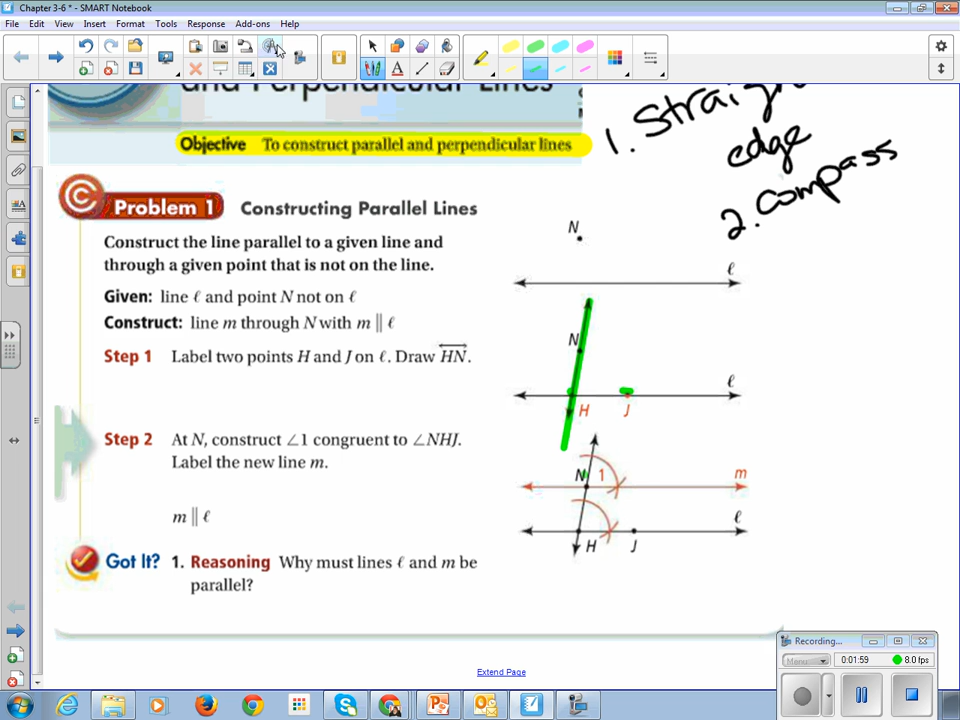 Chapter 3-6 * - SMART Notebook
File Edit View Insert Format Tools Response Add-ons Help
and Perpendicular Lines
Objective To construct parallel and perpendicular lines
1. Straight
edge
2. Compass
Problem 1 Constructing Parallel Lines
Construct the line parallel to a given line and
through a given point that is not on the line.
Given: line ℓ and point N not on ℓ
Construct: line m through N with m ∥ ℓ
Step 1 Label two points H and J on ℓ. Draw HN.
Step 2 At N, construct ∠1 congruent to ∠NHJ.
Label the new line m.
m ∥ ℓ
Got It? 1. Reasoning Why must lines ℓ and m be
parallel?
N
ℓ
N
ℓ
H J
N 1 m
ℓ
H J
Extend Page
Recording...
Menu
0:01:59 8.0 fps